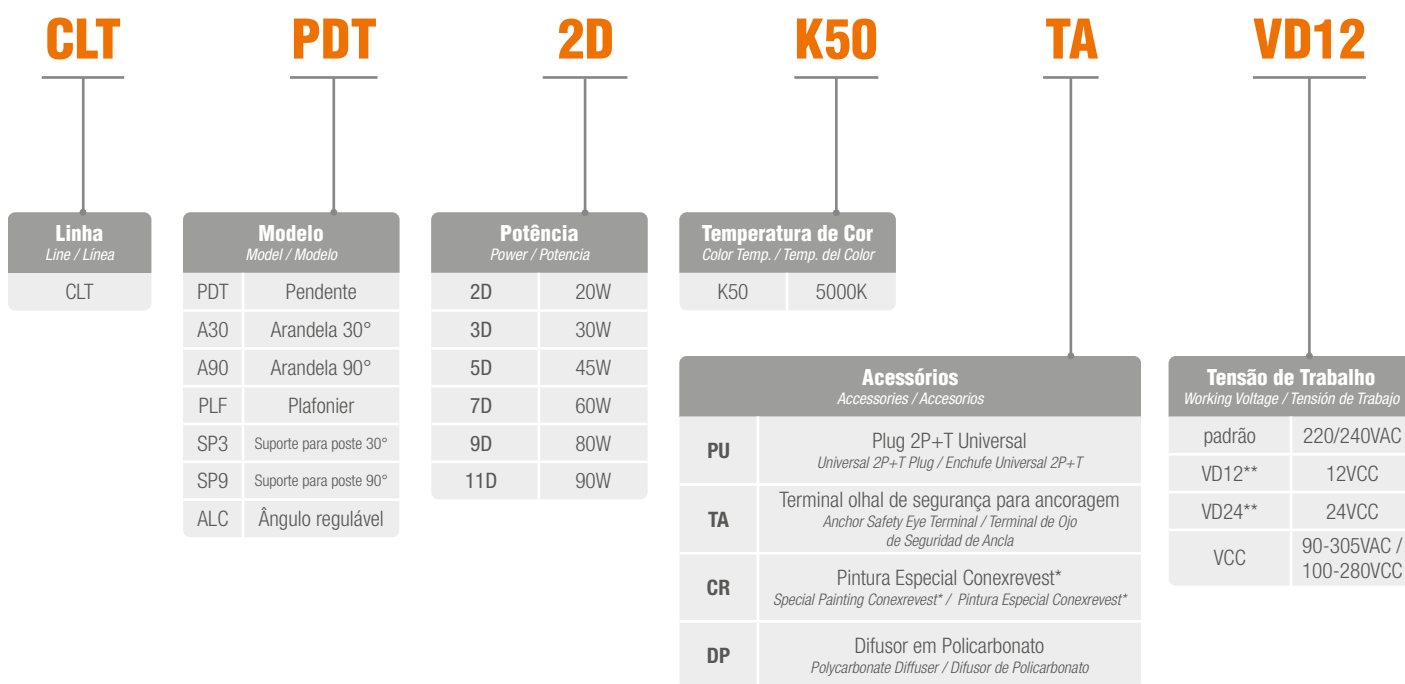 CLT PDT 2D K50 TA VD12
Linha
Line / Línea
CLT
Modelo
Model / Modelo
PDT Pendente
A30 Arandela 30°
A90 Arandela 90°
PLF Plafonier
SP3 Suporte para poste 30°
SP9 Suporte para poste 90°
ALC Ângulo regulável
Potência
Power / Potencia
2D 20W
3D 30W
5D 45W
7D 60W
9D 80W
11D 90W
Temperatura de Cor
Color Temp. / Temp. del Color
K50 5000K
Acessórios
Accessories / Accesorios
PU Plug 2P+T Universal
Universal 2P+T Plug / Enchufe Universal 2P+T
TA Terminal olhal de segurança para ancoragem
Anchor Safety Eye Terminal / Terminal de Ojo
de Seguridad de Ancla
CR Pintura Especial Conexrevest*
Special Painting Conexrevest* / Pintura Especial Conexrevest*
DP Difusor em Policarbonato
Polycarbonate Diffuser / Difusor de Policarbonato
Tensão de Trabalho
Working Voltage / Tensión de Trabajo
padrão 220/240VAC
VD12** 12VCC
VD24** 24VCC
VCC 90-305VAC /
100-280VCC